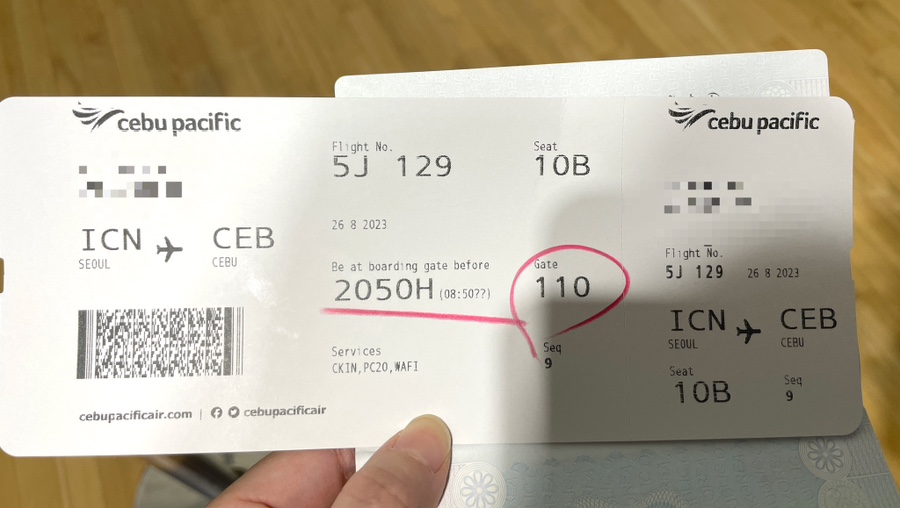 cebu pacific
Flight No.
5J 129
Seat
10B
26 8 2023
ICN CEB
SEOUL CEBU
Be at boarding gate before
2050H (08:50??)
Gate
110
Services
CKIN,PC20,WAFI
Seq
9
cebupacificair.com | cebupacificair
cebu pacific
Flight No.
5J 129 26 8 2023
ICN CEB
SEOUL CEBU
Seat
10B
Seq
9